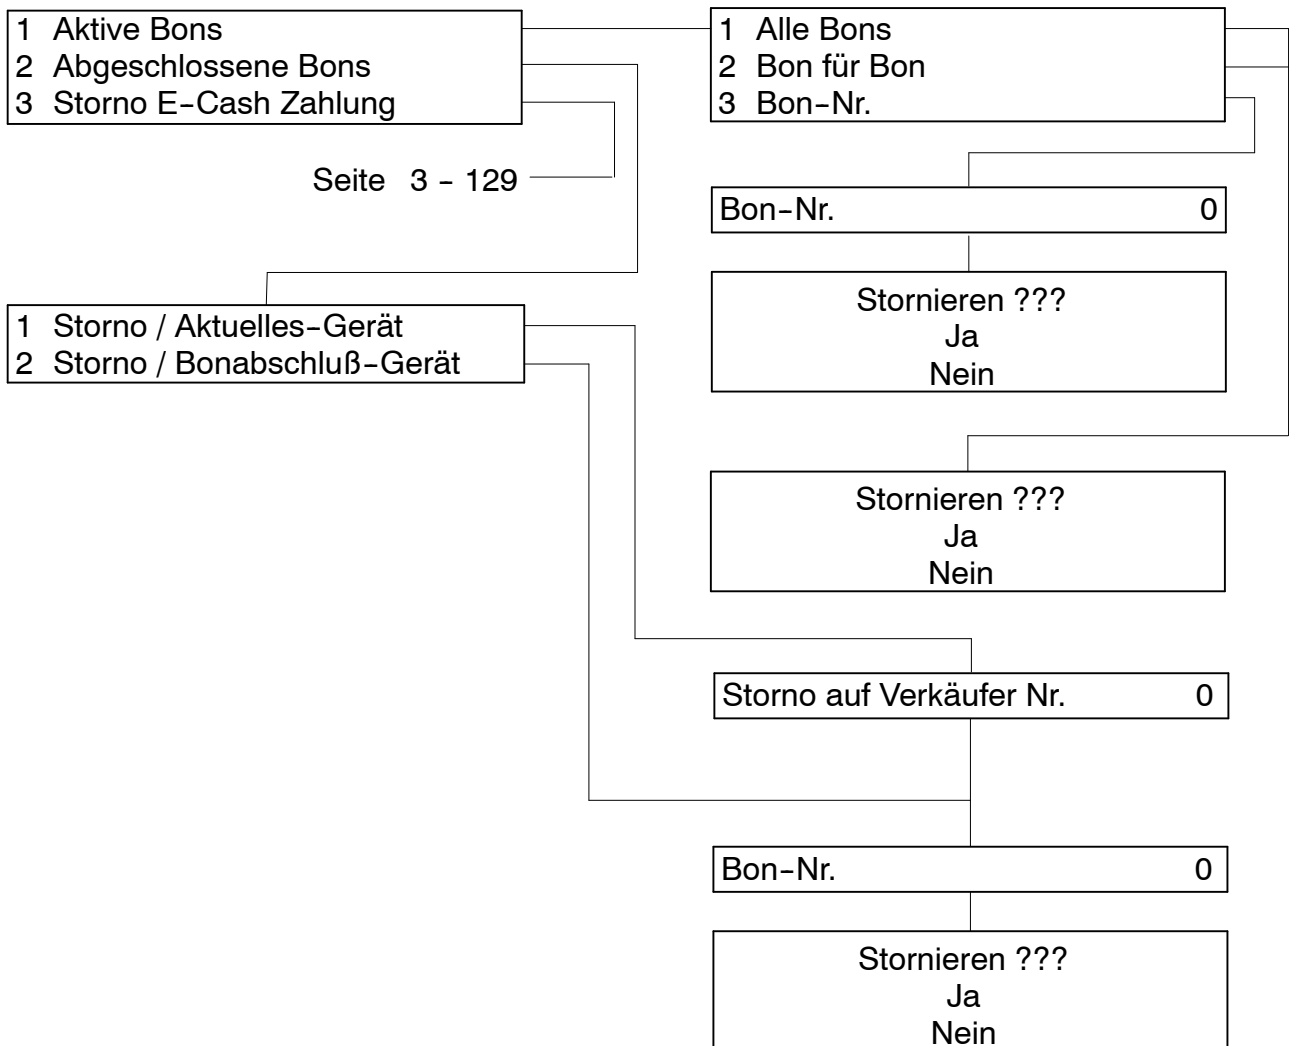 1 Aktive Bons
2 Abgeschlossene Bons
3 Storno E-Cash Zahlung
Seite 3 - 129
1 Alle Bons
2 Bon für Bon
3 Bon-Nr.
Bon-Nr. 0
Stornieren ???
Ja
Nein
1 Storno / Aktuelles-Gerät
2 Storno / Bonabschluß-Gerät
Stornieren ???
Ja
Nein
Storno auf Verkäufer Nr. 0
Bon-Nr. 0
Stornieren ???
Ja
Nein